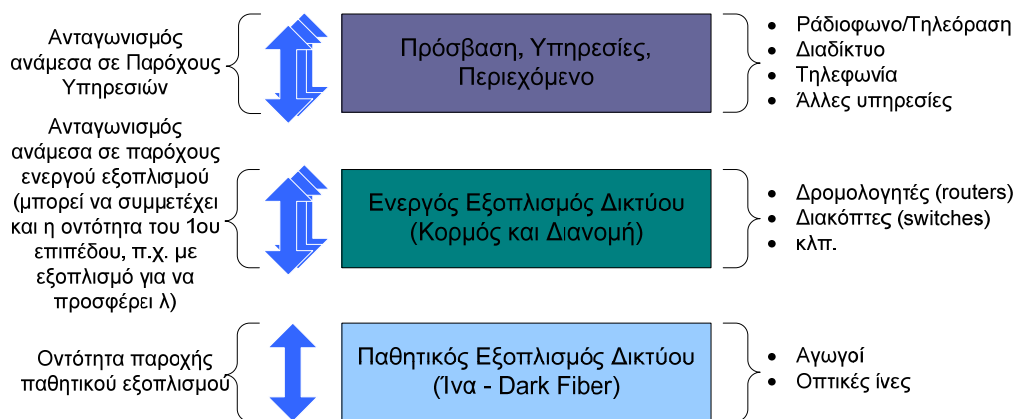 Ανταγωνισμός
ανάμεσα σε Παρόχους
Υπηρεσιών
Πρόσβαση, Υπηρεσίες,
Περιεχόμενο
• Ράδιοφωνο/Τηλεόραση
• Διαδίκτυο
• Τηλεφωνία
• Άλλες υπηρεσίες
Ανταγωνισμός
ανάμεσα σε παρόχους
ενεργού εξοπλισμού
(μπορεί να συμμετέχει
και η οντότητα του 1ου
επιπέδου, π.χ. με
εξοπλισμό για να
προσφέρει λ)
Ενεργός Εξοπλισμός Δικτύου
(Κορμός και Διανομή)
• Δρομολογητές (routers)
• Διακόπτες (switches)
• κλπ.
Οντότητα παροχής
παθητικού εξοπλισμού
Παθητικός Εξοπλισμός Δικτύου
(Ίνα - Dark Fiber)
• Αγωγοί
• Οπτικές ίνες